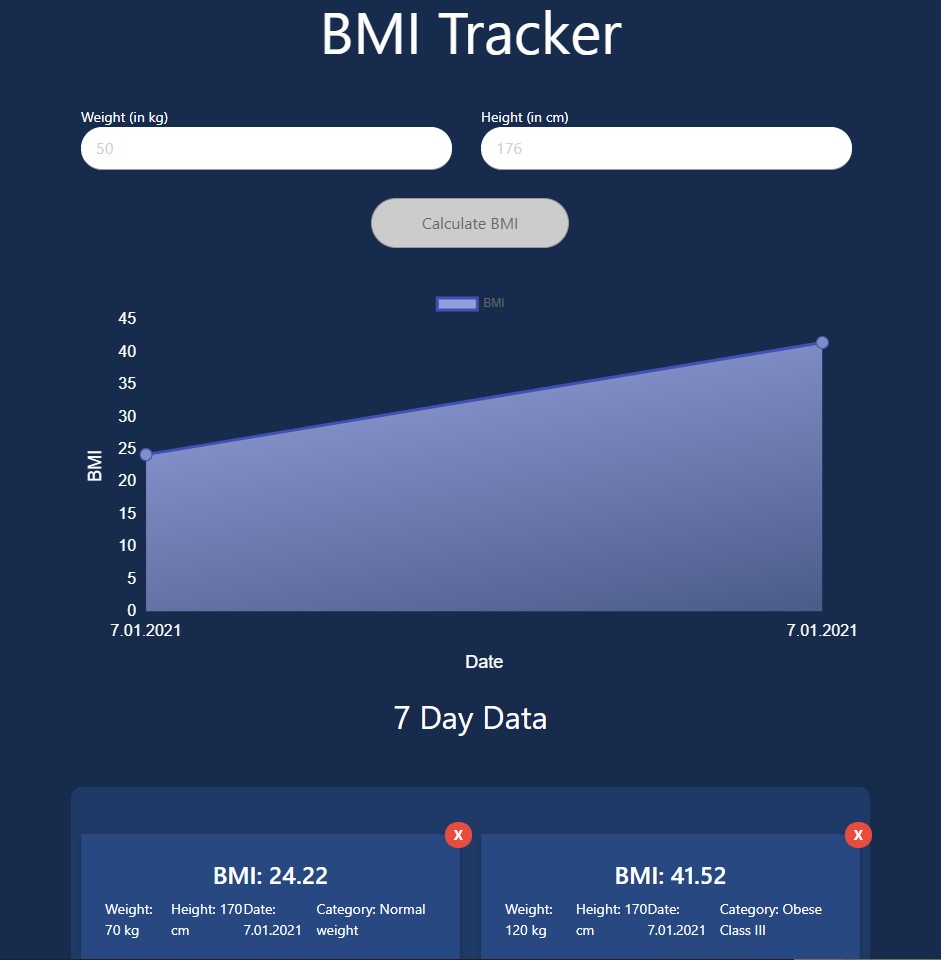 BMI Tracker
Weight (in kg)
Height (in cm)
50
176
Calculate BMI
BMI
45
40
35
30
25
20
15
10
5
0
BMI
7.01.2021
7.01.2021
Date
7 Day Data
X
X
BMI: 24.22
Weight: 70 kg
Height: 170 cm
Date: 7.01.2021
Category: Normal weight
BMI: 41.52
Weight: 120 kg
Height: 170 cm
Date: 7.01.2021
Category: Obese Class III